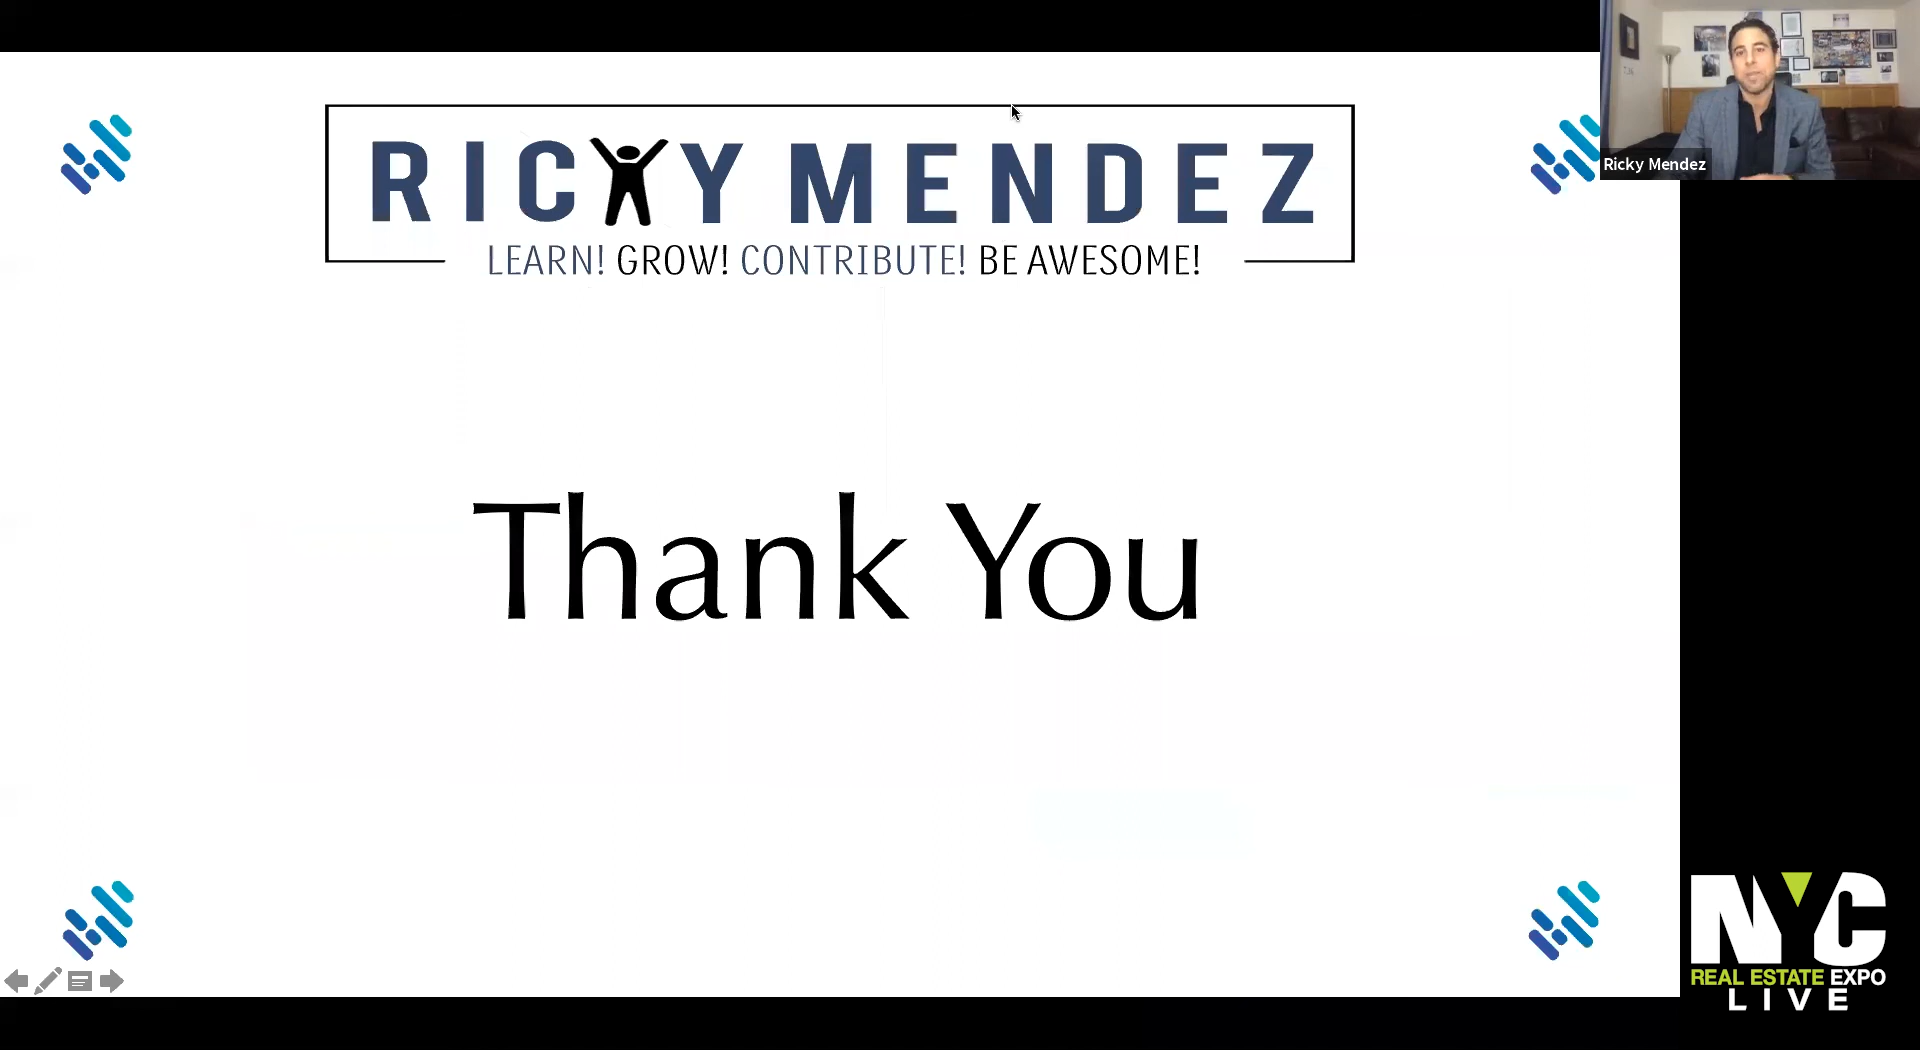 RICKY MENDEZ
LEARN! GROW! CONTRIBUTE! BE AWESOME!
Ricky Mendez
Thank You
NYC
REAL ESTATE EXPO
LIVE